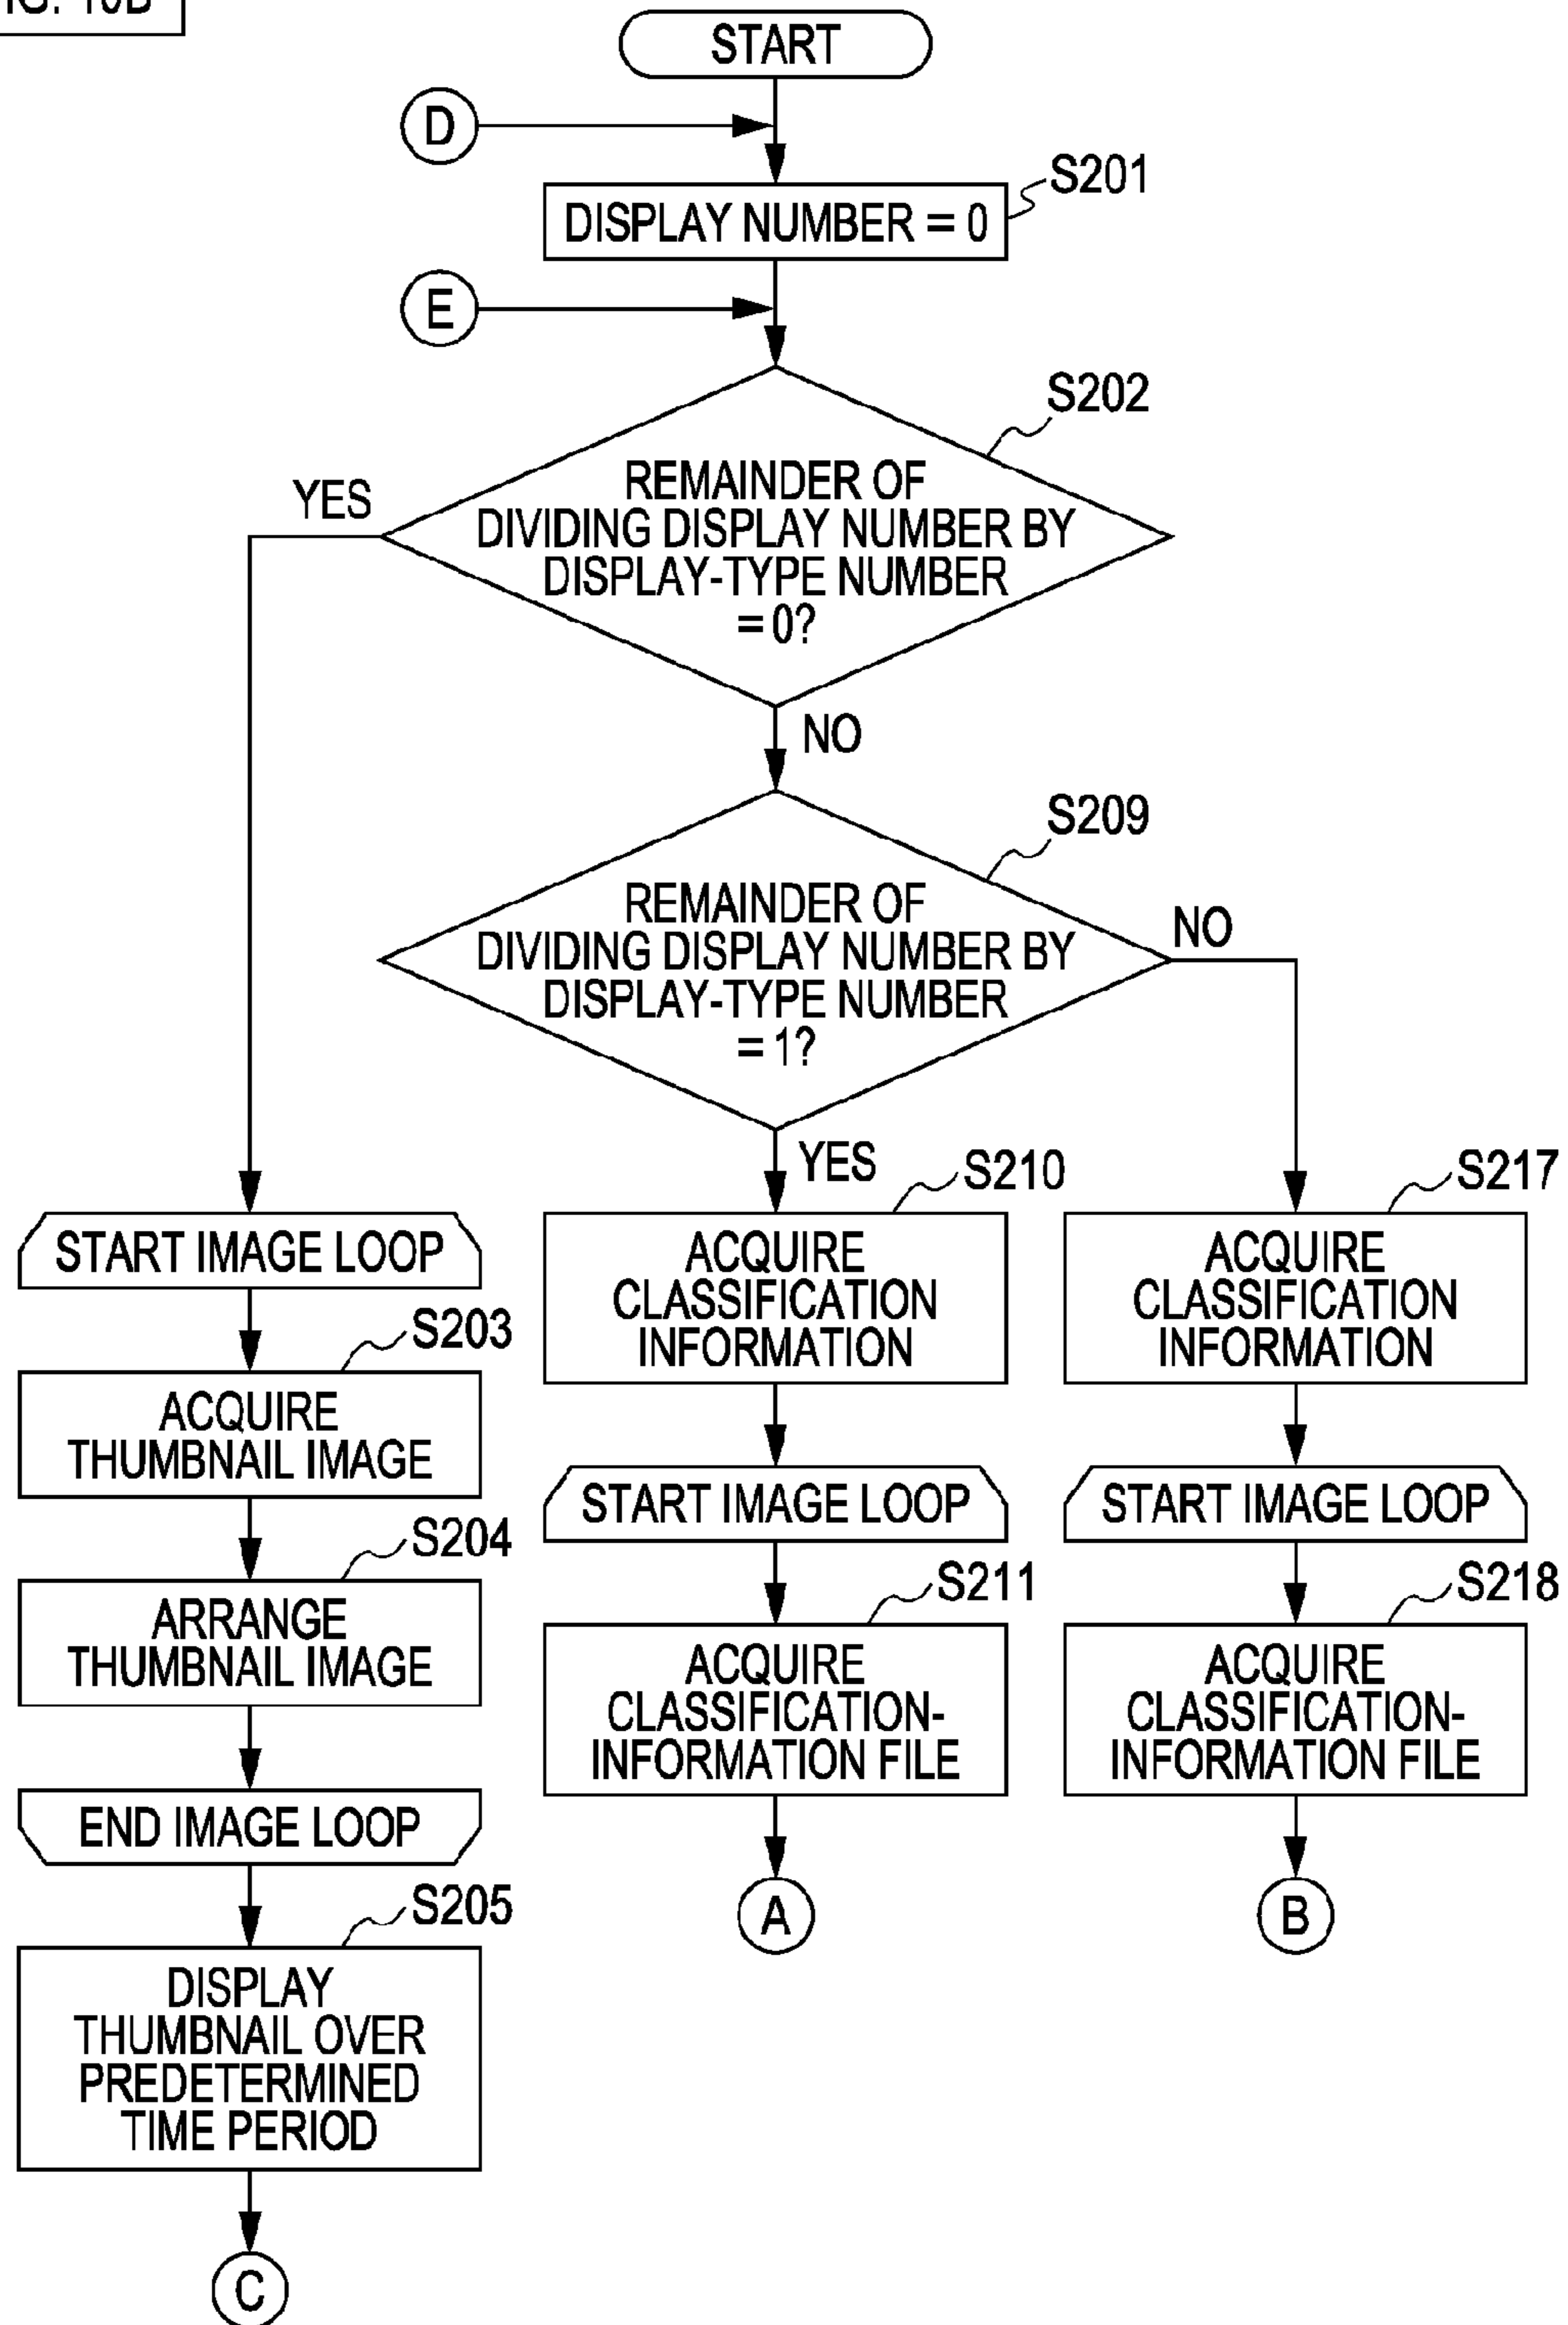 START
D
S201
DISPLAY NUMBER = 0
E
S202
REMAINDER OF
DIVIDING DISPLAY NUMBER BY
DISPLAY-TYPE NUMBER
= 0?
YES
NO
S209
REMAINDER OF
DIVIDING DISPLAY NUMBER BY
DISPLAY-TYPE NUMBER
= 1?
NO
YES
START IMAGE LOOP
S203
ACQUIRE
THUMBNAIL IMAGE
S204
ARRANGE
THUMBNAIL IMAGE
END IMAGE LOOP
S205
DISPLAY
THUMBNAIL OVER
PREDETERMINED
TIME PERIOD
C
S210
ACQUIRE
CLASSIFICATION
INFORMATION
START IMAGE LOOP
S211
ACQUIRE
CLASSIFICATION-
INFORMATION FILE
A
S217
ACQUIRE
CLASSIFICATION
INFORMATION
START IMAGE LOOP
S218
ACQUIRE
CLASSIFICATION-
INFORMATION FILE
B